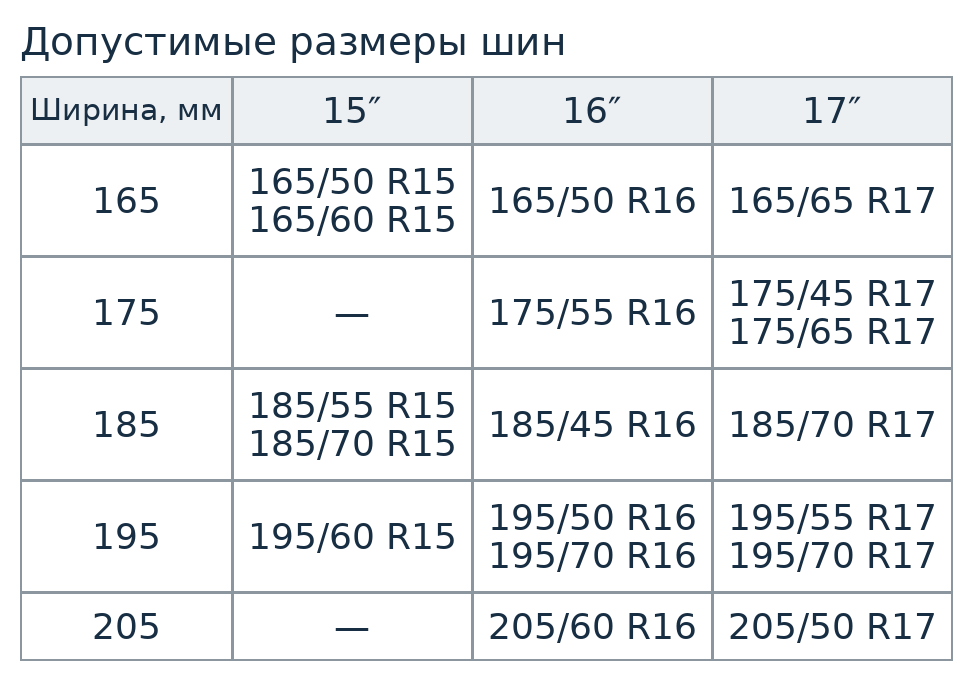 Допустимые размеры шин
Ширина, мм 15″ 16″ 17″
165 165/50 R15 165/60 R15 165/50 R16 165/65 R17
175 — 175/55 R16 175/45 R17 175/65 R17
185 185/55 R15 185/70 R15 185/45 R16 185/70 R17
195 195/60 R15 195/50 R16 195/70 R16 195/55 R17 195/70 R17
205 — 205/60 R16 205/50 R17